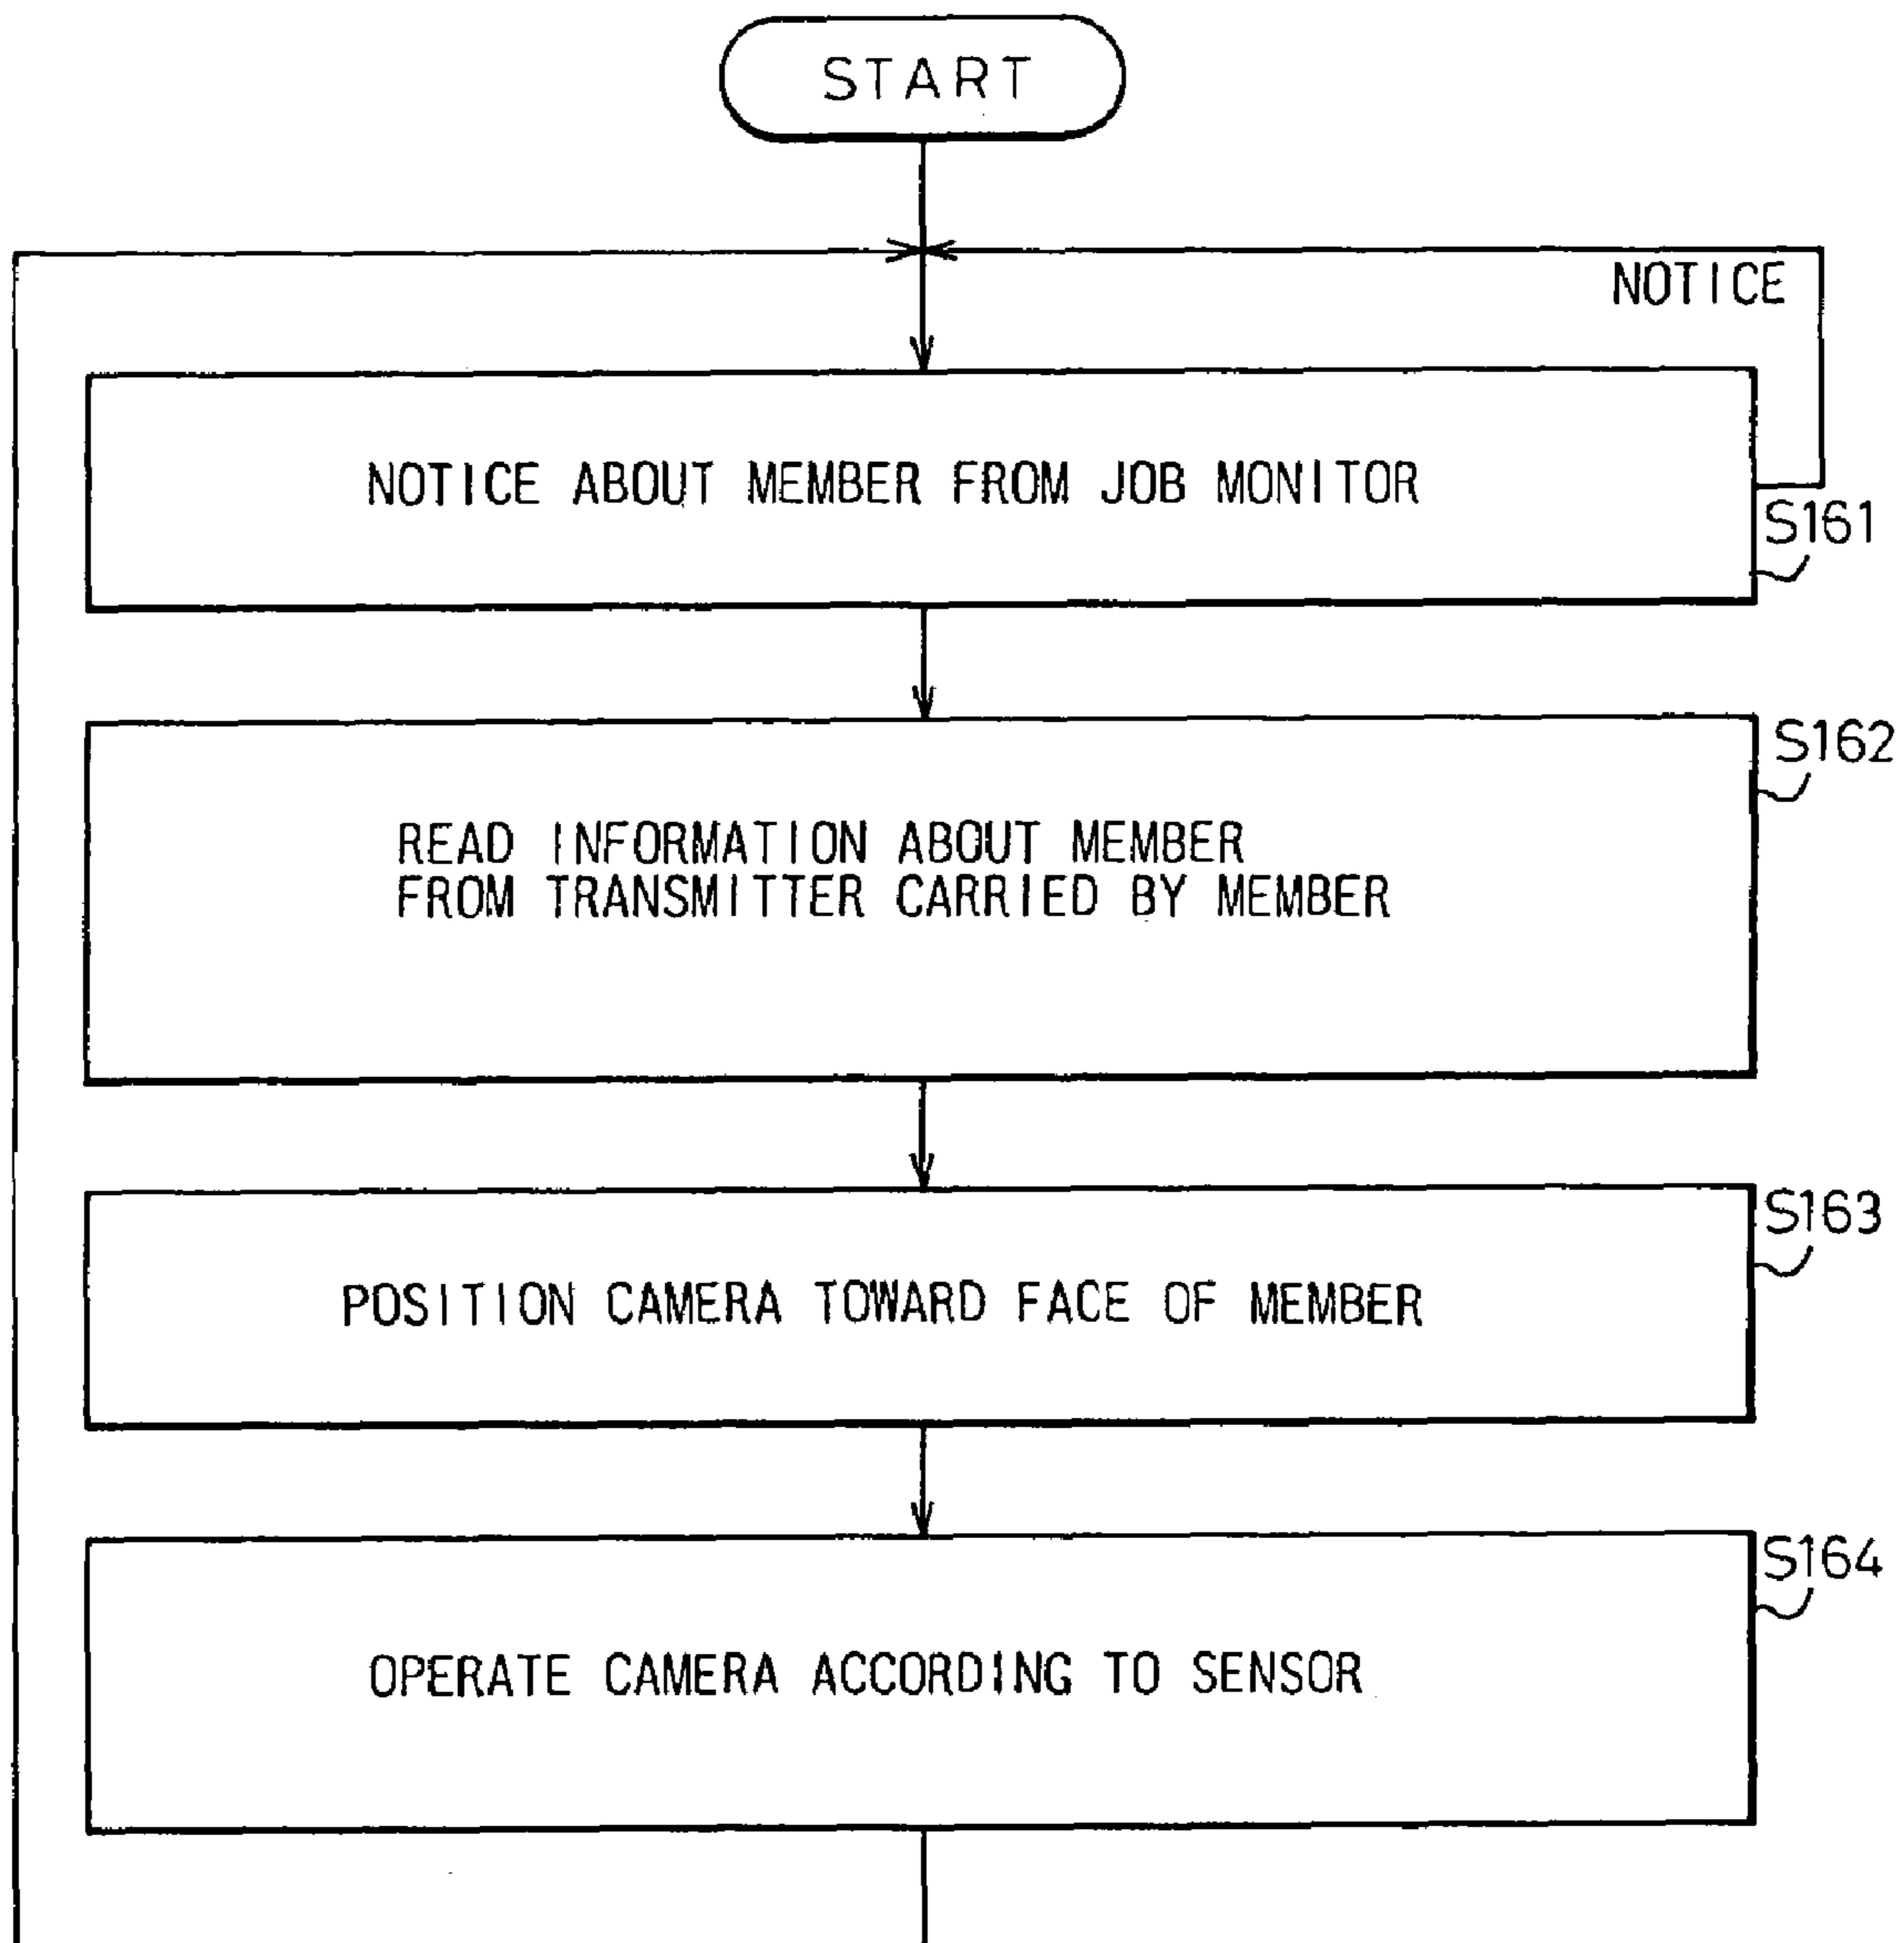 START
NOTICE
NOTICE ABOUT MEMBER FROM JOB MONITOR
S161
S162
READ INFORMATION ABOUT MEMBER
FROM TRANSMITTER CARRIED BY MEMBER
S163
POSITION CAMERA TOWARD FACE OF MEMBER
S164
OPERATE CAMERA ACCORDING TO SENSOR